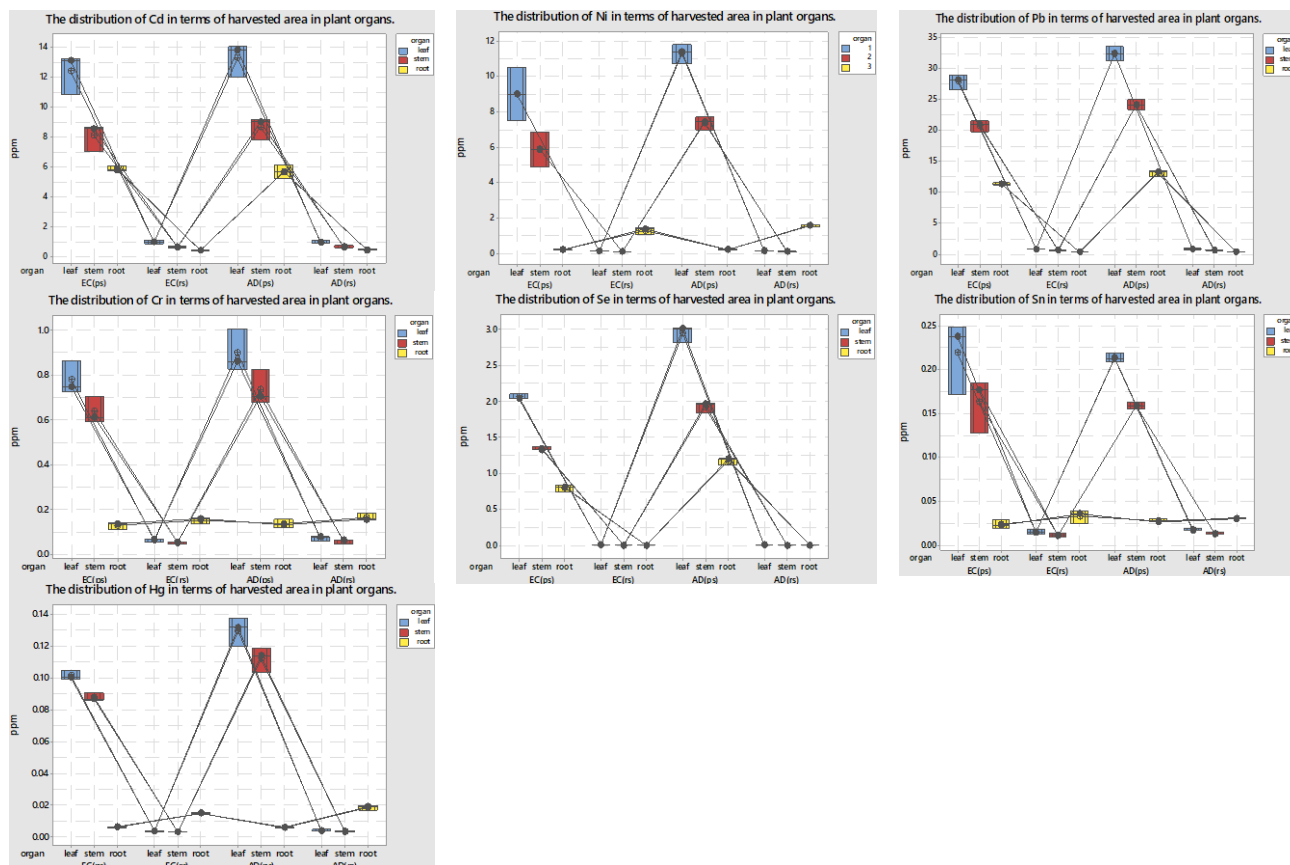 The distribution of Cd in terms of harvested area in plant organs.
organ
leaf
stem
root
14
12
10
8
6
4
2
0
ppm
organ leaf stem root leaf stem root leaf stem root leaf stem root
EC(ps) EC(rs) AD(ps) AD(rs)
The distribution of Ni in terms of harvested area in plant organs.
organ
1
2
3
12
10
8
6
4
2
0
ppm
organ leaf stem root leaf stem root leaf stem root leaf stem root
EC(ps) EC(rs) AD(ps) AD(rs)
The distribution of Pb in terms of harvested area in plant organs.
organ
leaf
stem
root
35
30
25
20
15
10
5
0
ppm
organ leaf stem root leaf stem root leaf stem root leaf stem root
EC(ps) EC(rs) AD(ps) AD(rs)
The distribution of Cr in terms of harvested area in plant organs.
organ
leaf
stem
root
1.0
0.8
0.6
0.4
0.2
0.0
ppm
organ leaf stem root leaf stem root leaf stem root leaf stem root
EC(ps) EC(rs) AD(ps) AD(rs)
The distribution of Se in terms of harvested area in plant organs.
organ
leaf
stem
root
3.0
2.5
2.0
1.5
1.0
0.5
0.0
ppm
organ leaf stem root leaf stem root leaf stem root leaf stem root
EC(ps) EC(rs) AD(ps) AD(rs)
The distribution of Sn in terms of harvested area in plant organs.
leaf
0.25
0.20
0.15
0.10
0.05
0.00
ppm
organ leaf stem root leaf stem root leaf stem root leaf stem root
EC(ps) EC(rs) AD(ps) AD(rs)
The distribution of Hg in terms of harvested area in plant organs.
organ
leaf
stem
root
0.14
0.12
0.10
0.08
0.06
0.04
0.02
0.00
ppm
organ leaf stem root leaf stem root leaf stem root leaf stem root